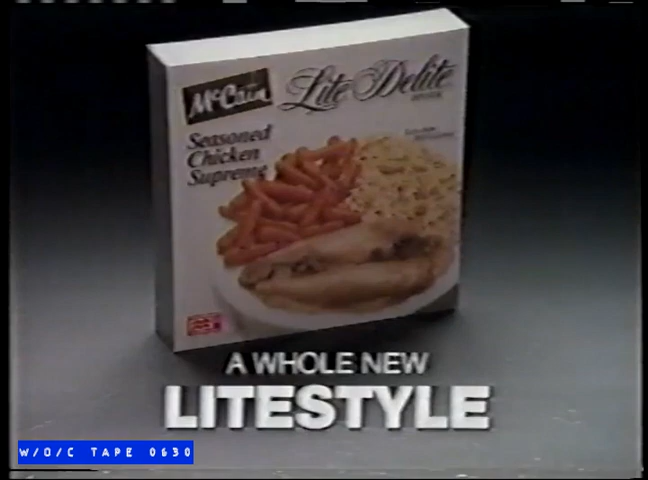 McCain
Lite Delite
Seasoned
Chicken
Supreme
A WHOLE NEW
LITESTYLE
W/O/C TAPE 0630